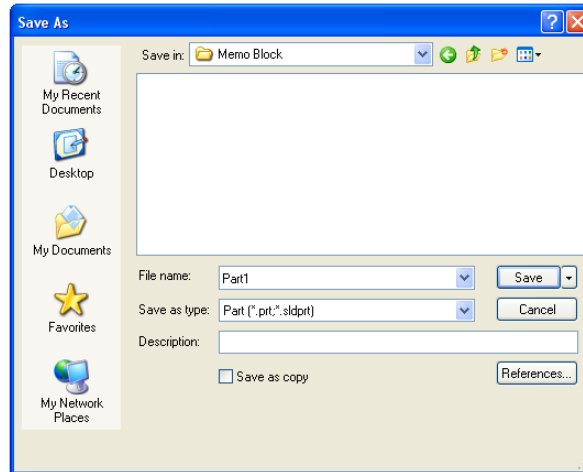 Save As
Save in: Memo Block
My Recent
Documents
Desktop
My Documents
Favorites
My Network
Places
File name: Part1 Save
Save as type: Part (*.prt;*.sldprt) Cancel
Description:
Save as copy References...